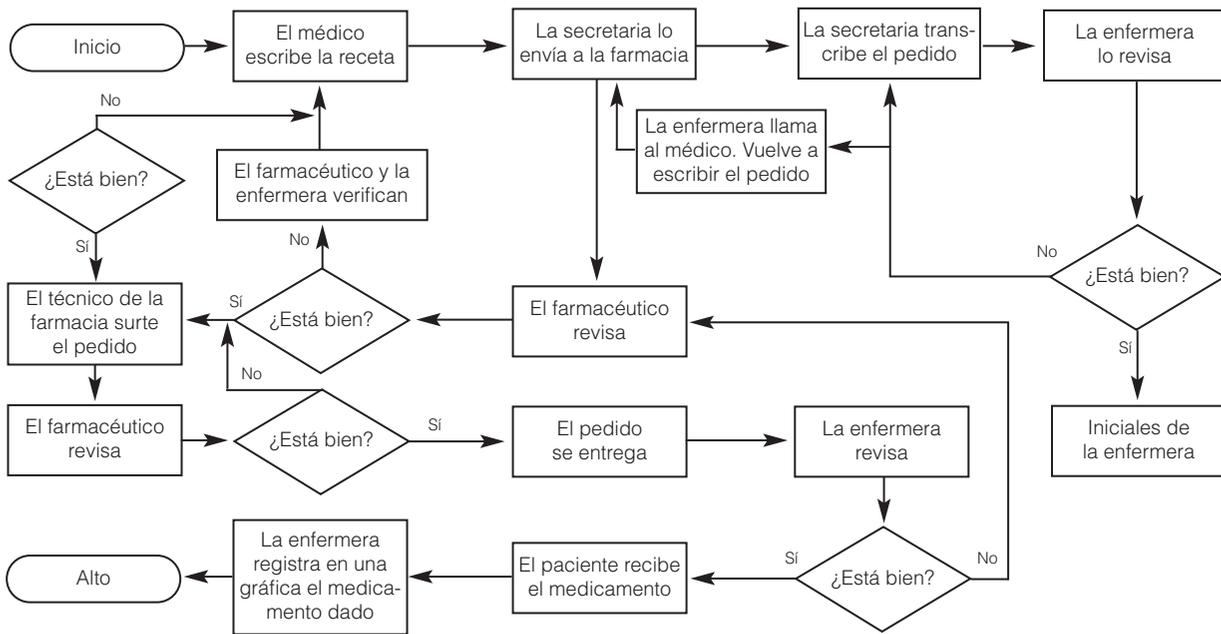 Inicio
El médico
escribe la receta
La secretaria lo
envía a la farmacia
La secretaria trans-
cribe el pedido
La enfermera
lo revisa
No
¿Está bien?
Sí
El farmacéutico y la
enfermera verifican
No
La enfermera llama
al médico. Vuelve a
escribir el pedido
No
¿Está bien?
Sí
El técnico de la
farmacia surte
el pedido
Sí
¿Está bien?
El farmacéutico
revisa
No
El farmacéutico
revisa
¿Está bien?
Sí
El pedido
se entrega
La enfermera
revisa
Iniciales de
la enfermera
Alto
La enfermera
registra en una
gráfica el medica-
mento dado
El paciente recibe
el medicamento
Sí
¿Está bien?
No